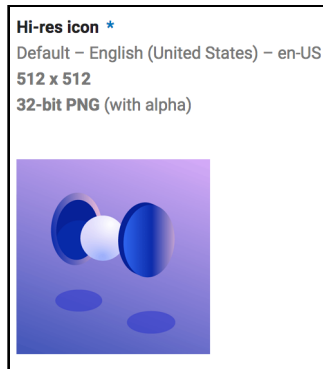 Hi-res icon *
Default – English (United States) – en-US
512 x 512
32-bit PNG (with alpha)